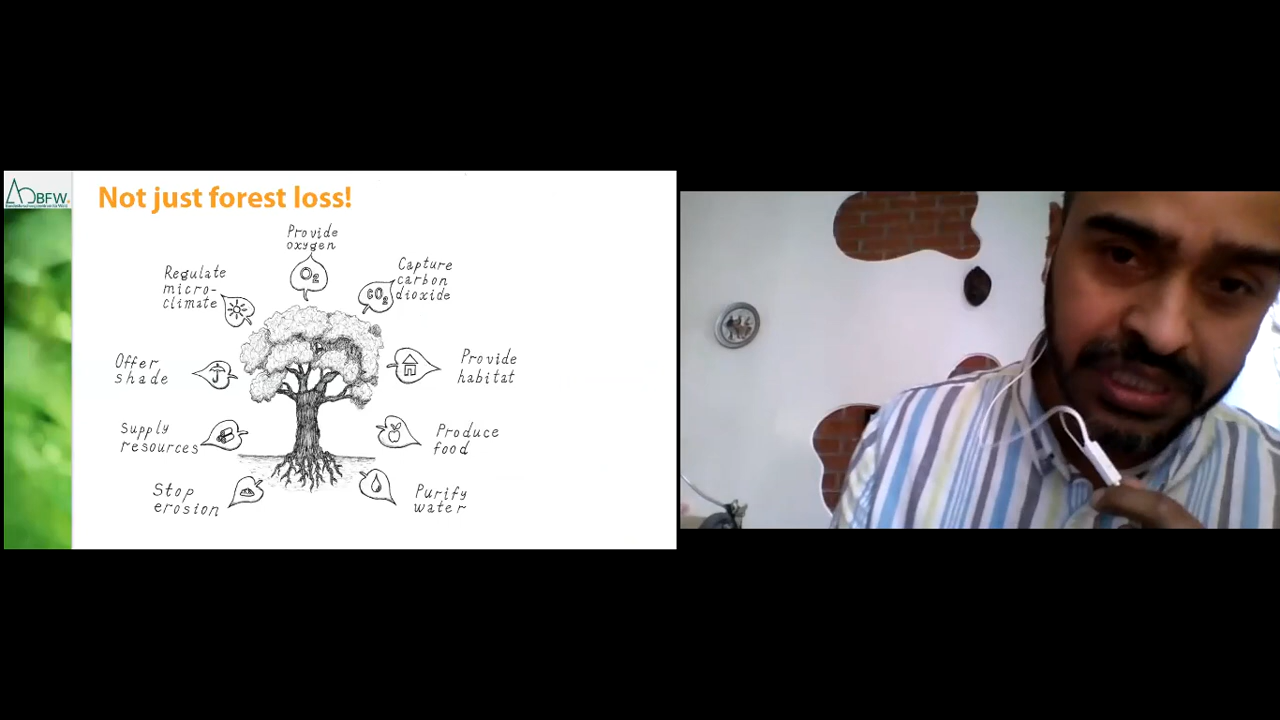 BFW
Not just forest loss!
Provide
oxygen
O2
Regulate
micro-
climate
Capture
carbon
dioxide
CO2
Offer
shade
Provide
habitat
Supply
resources
Produce
food
Stop
erosion
Purify
water